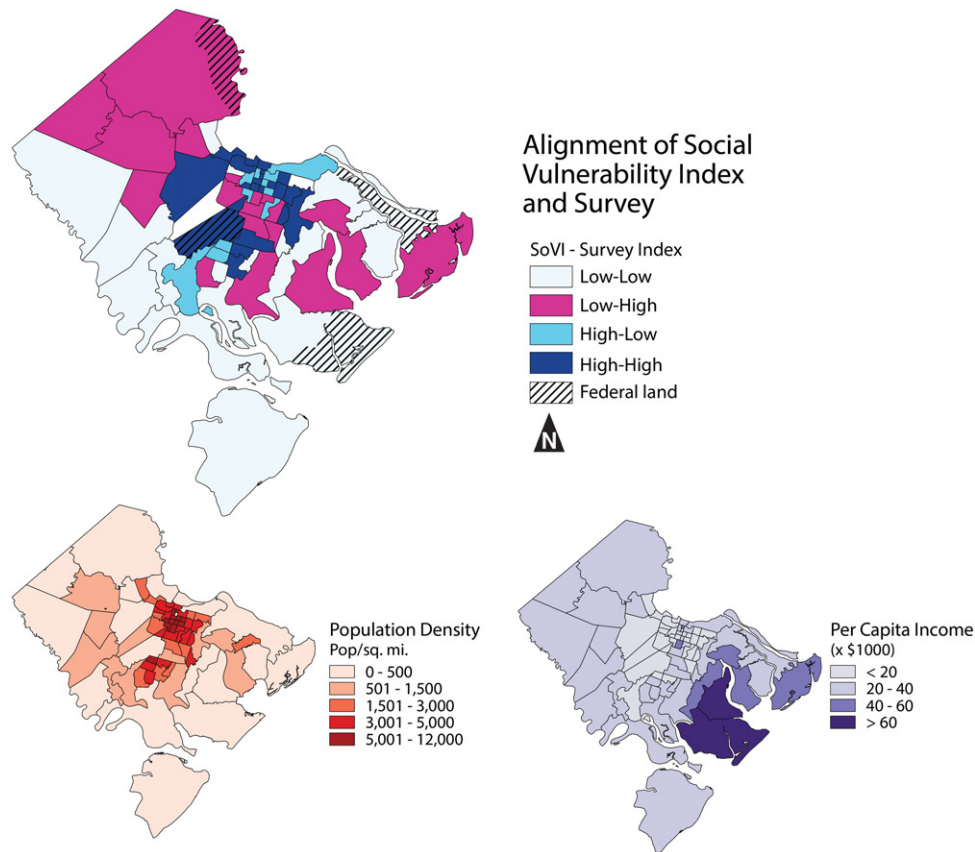 Alignment of Social
Vulnerability Index
and Survey
SoVI - Survey Index
Low-Low
Low-High
High-Low
High-High
Federal land
N
Population Density
Pop/sq. mi.
0 - 500
501 - 1,500
1,501 - 3,000
3,001 - 5,000
5,001 - 12,000
Per Capita Income
(x $1000)
< 20
20 - 40
40 - 60
> 60